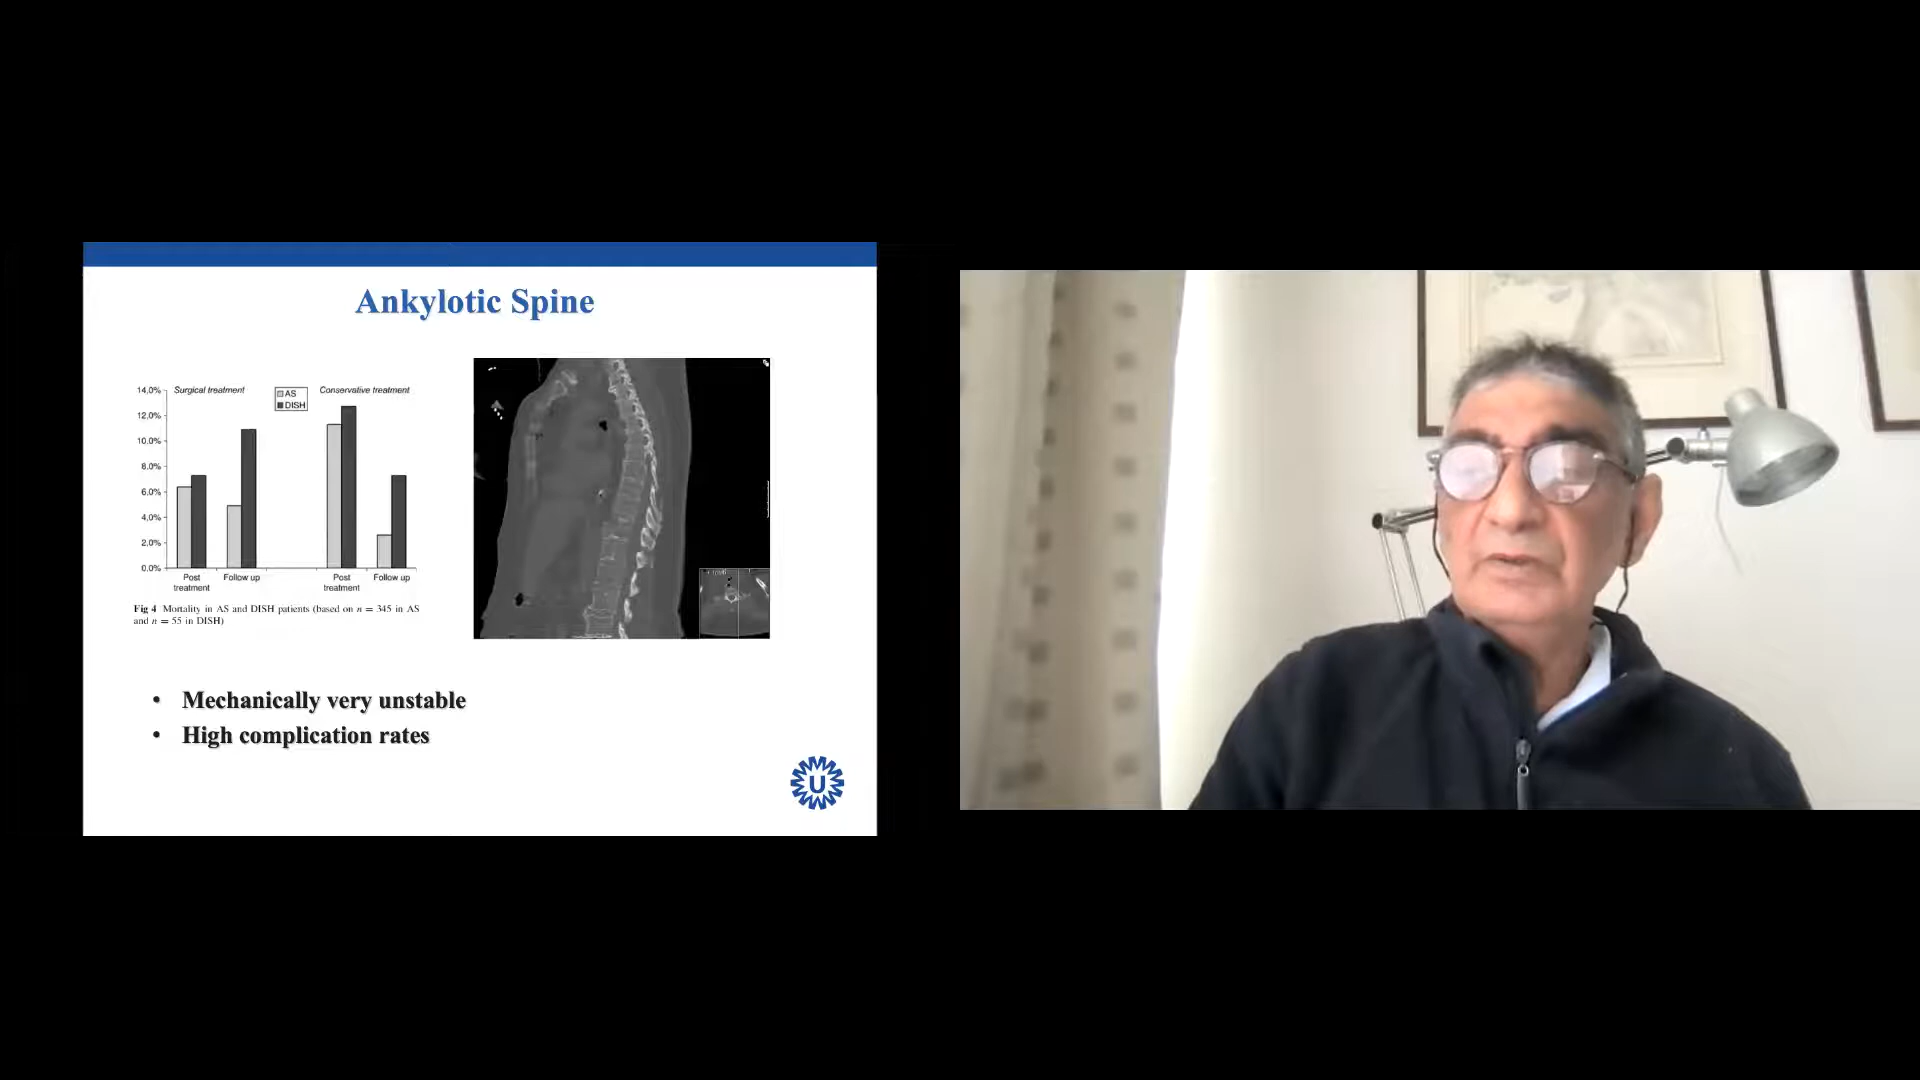 Ankylotic Spine
14,0%
12,0%
10,0%
8,0%
6,0%
4,0%
2,0%
0,0%
Surgical treatment
AS
DISH
Conservative treatment
Post
treatment
Follow up
Post
treatment
Follow up
Fig 4 Mortality in AS and DISH patients (based on n = 345 in AS
and n = 55 in DISH)
• Mechanically very unstable
• High complication rates
U